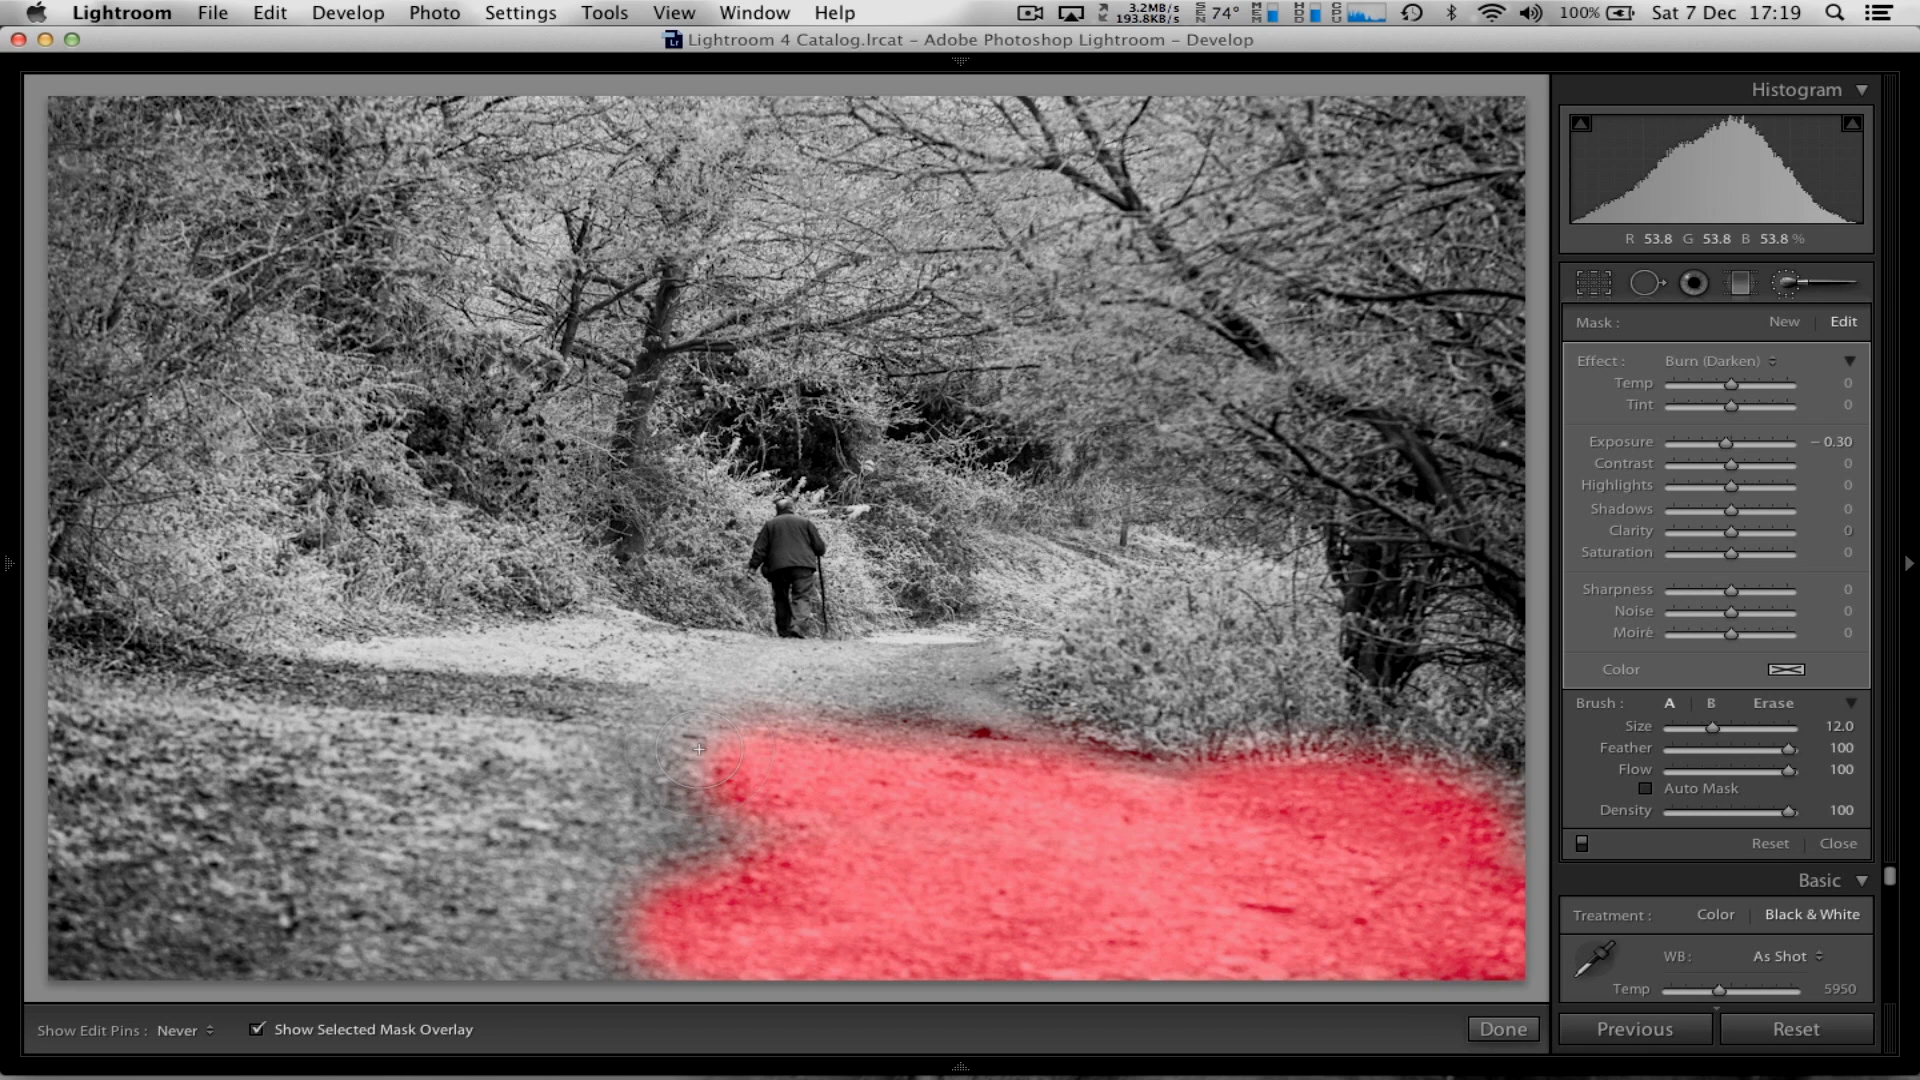 Lightroom File Edit Develop Photo Settings Tools View Window Help 3.2MB/s 193.8KB/s SEN 74° MEM HDD CPU 100% Sat 7 Dec 17:19
Lr Lightroom 4 Catalog.lrcat – Adobe Photoshop Lightroom – Develop
Histogram
R 53.8 G 53.8 B 53.8 %
Mask : New Edit
Effect : Burn (Darken)
Temp 0
Tint 0
Exposure – 0.30
Contrast 0
Highlights 0
Shadows 0
Clarity 0
Saturation 0
Sharpness 0
Noise 0
Moiré 0
Color
Brush : A B Erase
Size 12.0
Feather 100
Flow 100
Auto Mask
Density 100
Reset Close
Basic
Treatment : Color Black & White
WB : As Shot
Temp 5950
Show Edit Pins : Never Show Selected Mask Overlay Done Previous Reset